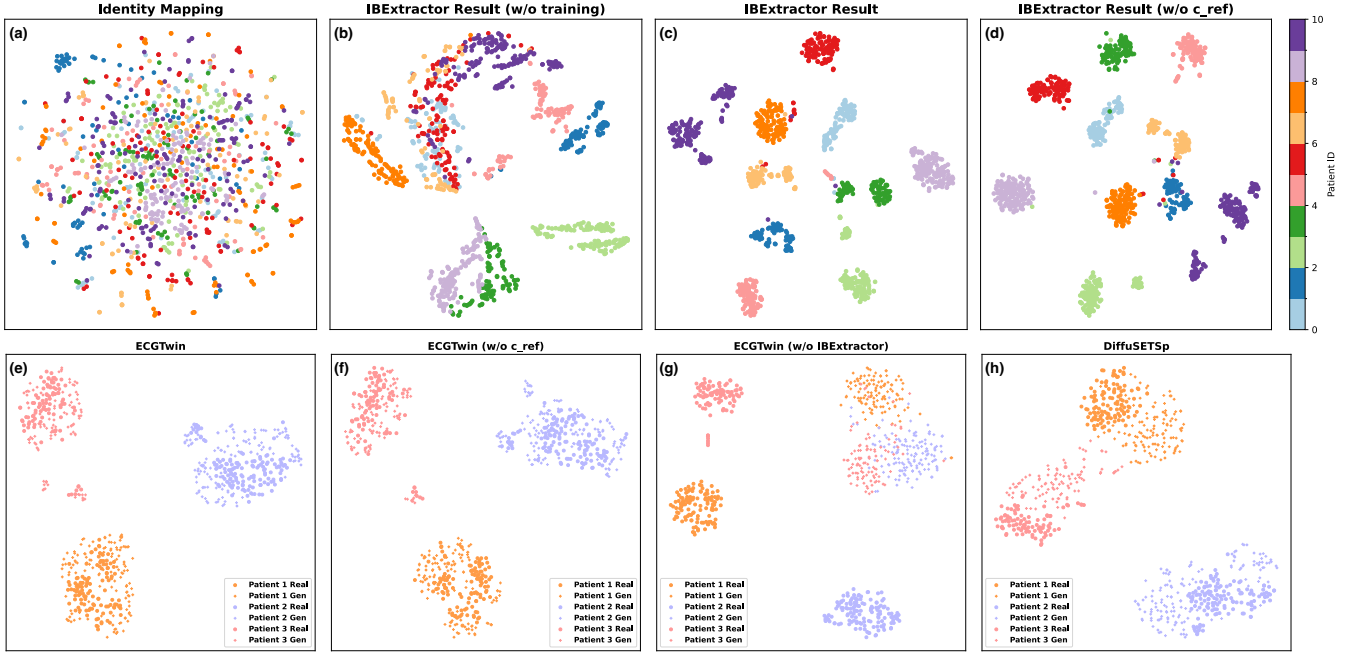 Identity Mapping
IBExtractor Result (w/o training)
IBExtractor Result
IBExtractor Result (w/o c_ref)
(a)
(b)
(c)
(d)
10
8
6
4
2
0
Patient ID
ECGTwin
ECGTwin (w/o c_ref)
ECGTwin (w/o IBExtractor)
DiffuSETSp
(e)
(f)
(g)
(h)
Patient 1 Real
Patient 1 Gen
Patient 2 Real
Patient 2 Gen
Patient 3 Real
Patient 3 Gen
Patient 1 Real
Patient 1 Gen
Patient 2 Real
Patient 2 Gen
Patient 3 Real
Patient 3 Gen
Patient 1 Real
Patient 1 Gen
Patient 2 Real
Patient 2 Gen
Patient 3 Real
Patient 3 Gen
Patient 1 Real
Patient 1 Gen
Patient 2 Real
Patient 2 Gen
Patient 3 Real
Patient 3 Gen